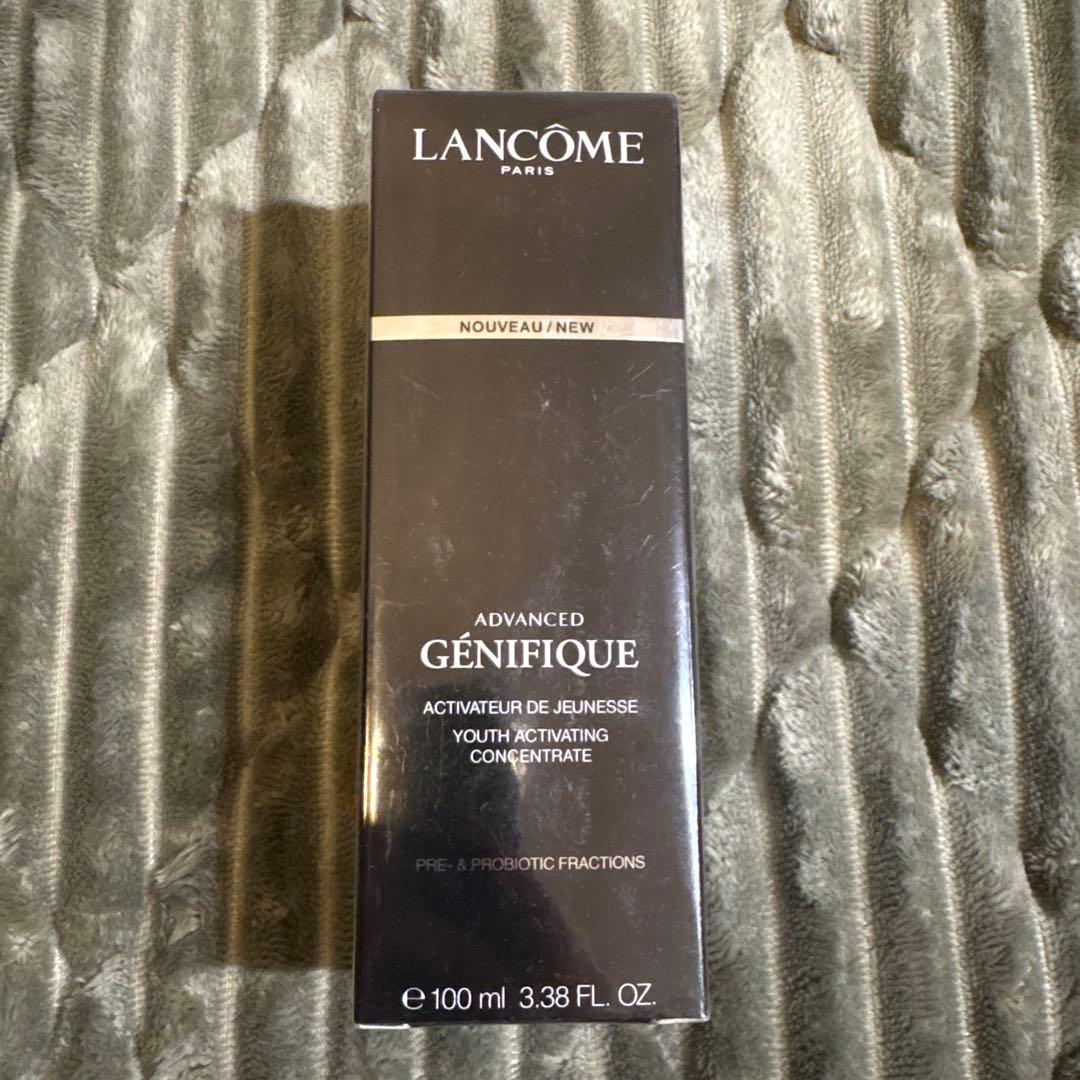 LANCÔME
PARIS
NOUVEAU / NEW
ADVANCED
GÉNIFIQUE
ACTIVATEUR DE JEUNESSE
YOUTH ACTIVATING
CONCENTRATE
PRE- & PROBIOTIC FRACTIONS
℮ 100 ml 3.38 FL. OZ.